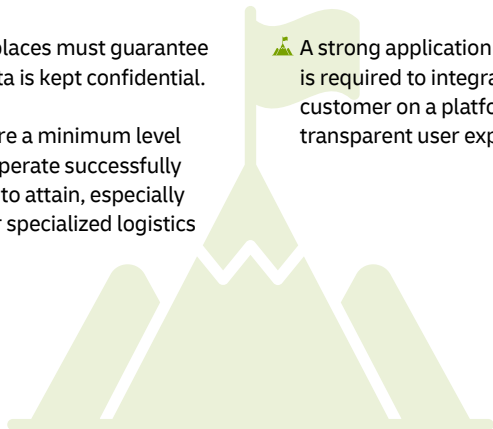 places must guarantee
ta is kept confidential.
re a minimum level
perate successfully
to attain, especially
r specialized logistics
A strong application
is required to integra
customer on a platfo
transparent user exp